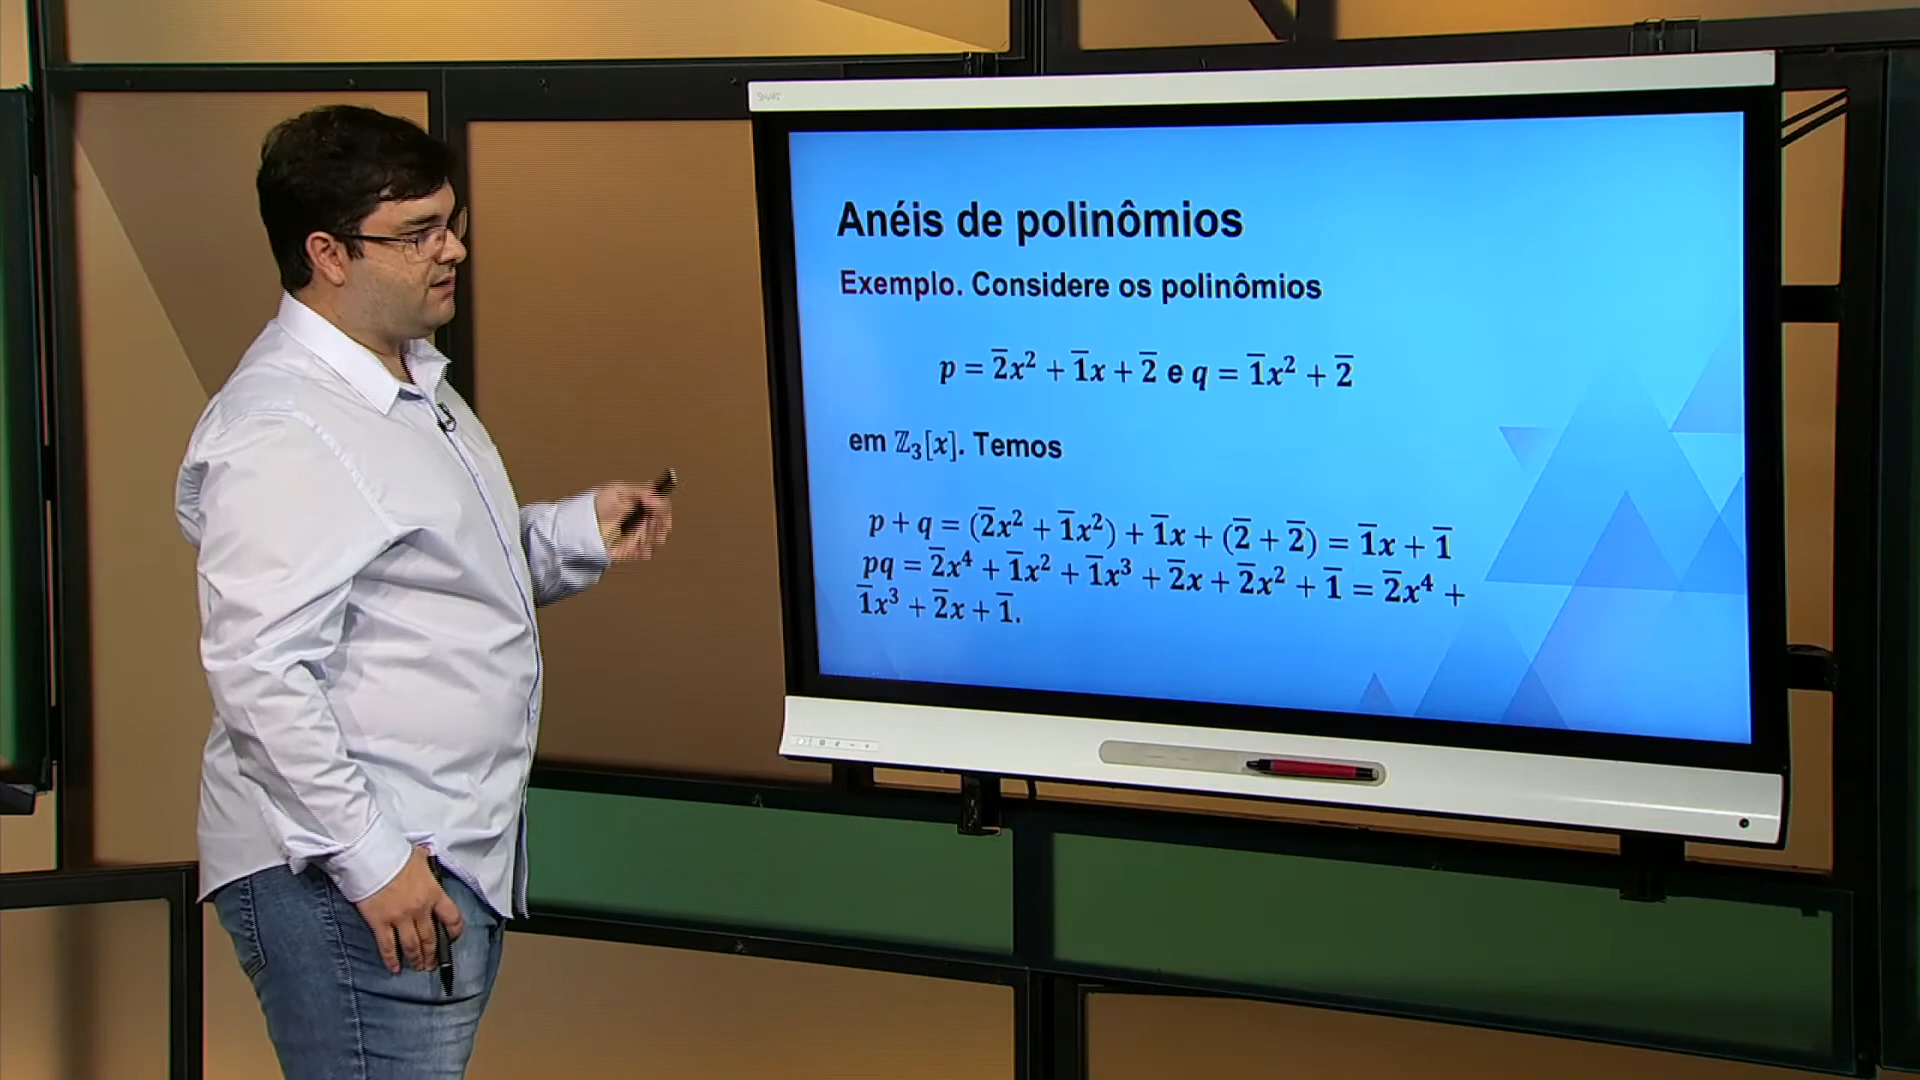 Anéis de polinômios
Exemplo. Considere os polinômios
p = 2̅x² + 1̅x + 2̅ e q = 1̅x² + 2̅
em ℤ₃[x]. Temos
p + q = (2̅x² + 1̅x²) + 1̅x + (2̅ + 2̅) = 1̅x + 1̅
pq = 2̅x⁴ + 1̅x² + 1̅x³ + 2̅x + 2̅x² + 1̅ = 2̅x⁴ +
1̅x³ + 2̅x + 1̅.